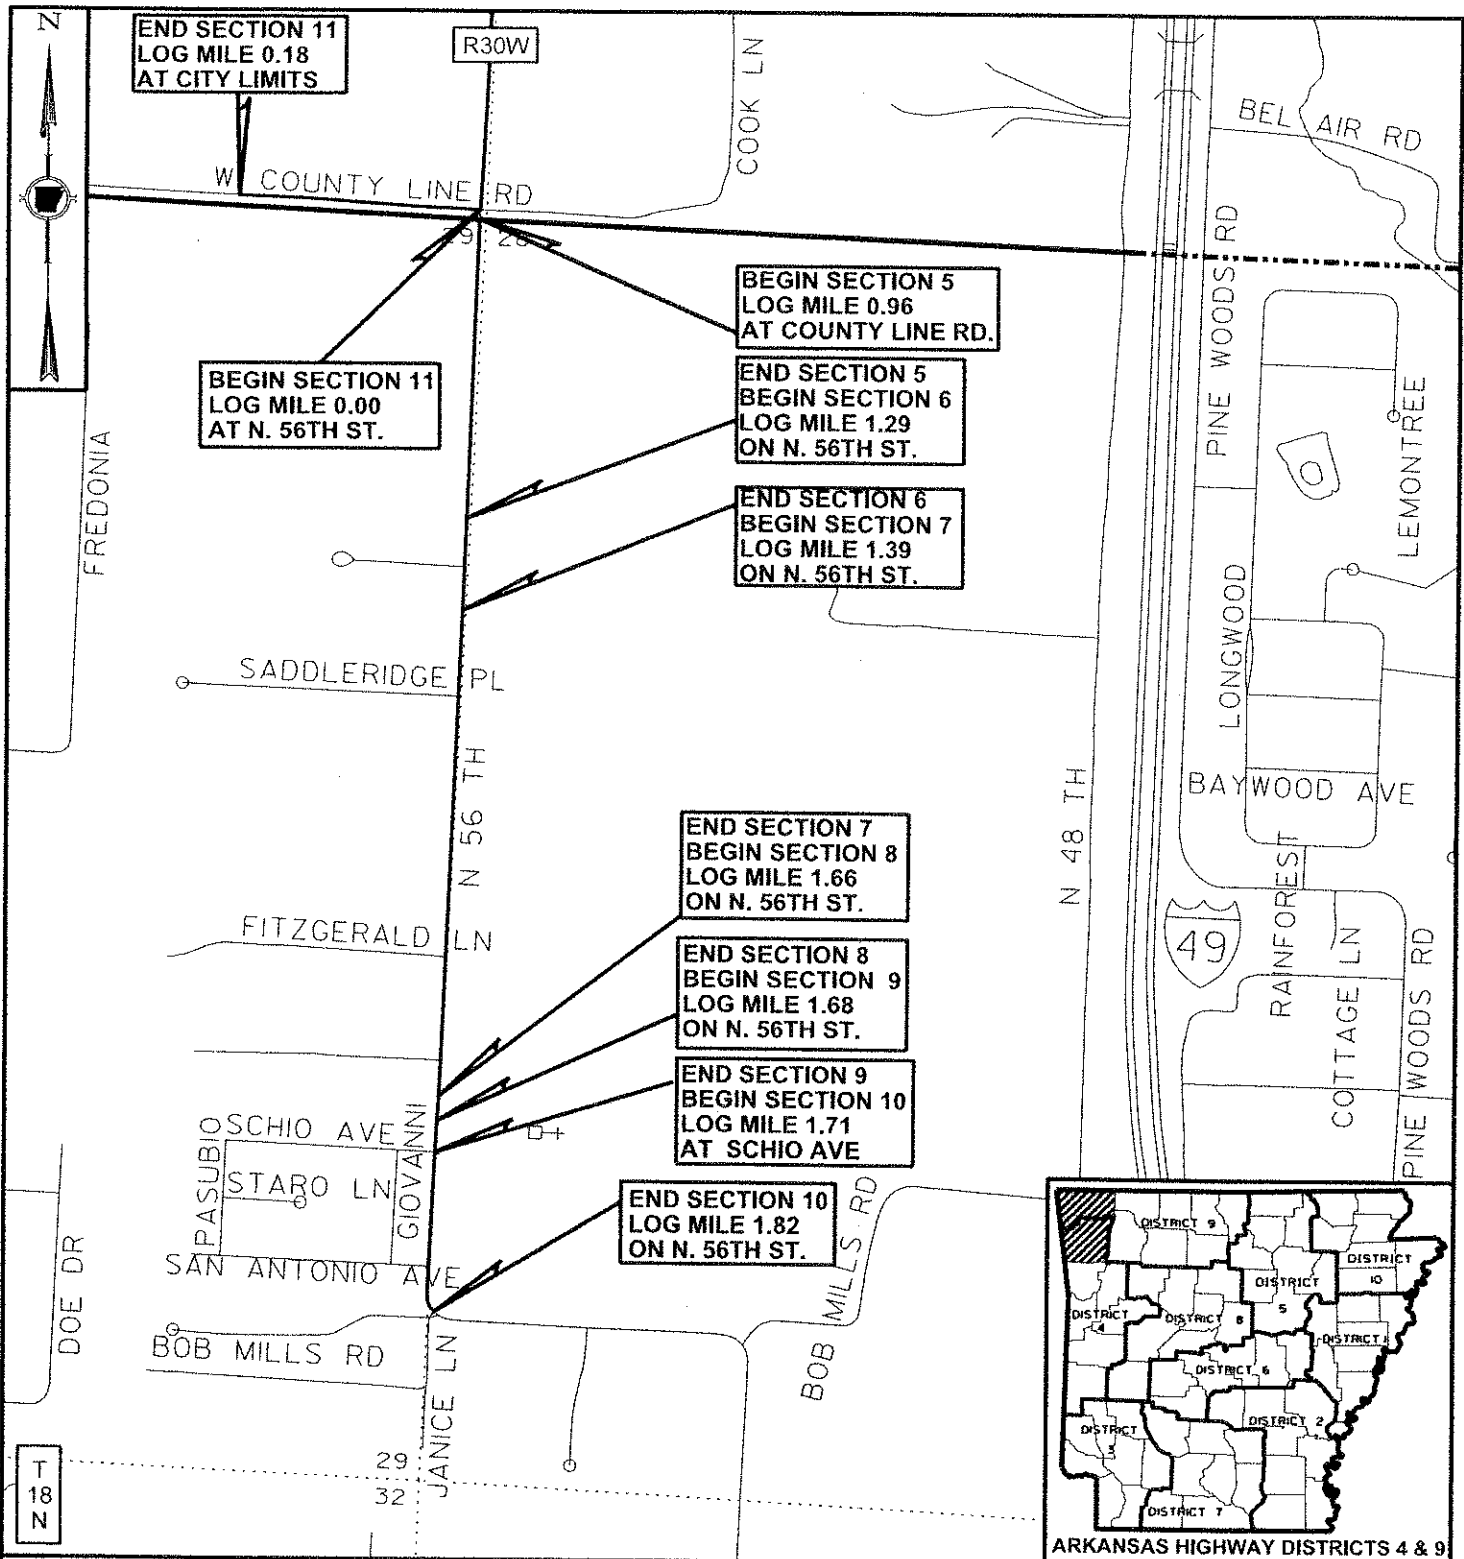 N
END SECTION 11
LOG MILE 0.18
AT CITY LIMITS
R30W
COOK LN
BEL AIR RD
W COUNTY LINE RD
29 28
PINE WOODS RD
BEGIN SECTION 5
LOG MILE 0.96
AT COUNTY LINE RD.
BEGIN SECTION 11
LOG MILE 0.00
AT N. 56TH ST.
END SECTION 5
BEGIN SECTION 6
LOG MILE 1.29
ON N. 56TH ST.
FREDONIA
LEMONTREE
END SECTION 6
BEGIN SECTION 7
LOG MILE 1.39
ON N. 56TH ST.
LONGWOOD
SADDLERIDGE PL
N 56 TH
N 48 TH
BAYWOOD AVE
END SECTION 7
BEGIN SECTION 8
LOG MILE 1.66
ON N. 56TH ST.
FITZGERALD LN
RAINFOREST
49
COTTAGE LN
PINE WOODS RD
END SECTION 8
BEGIN SECTION 9
LOG MILE 1.68
ON N. 56TH ST.
END SECTION 9
BEGIN SECTION 10
LOG MILE 1.71
AT SCHIO AVE
SCHIO AVE
PASUBIO
GIOVANNI
STARO LN
SAN ANTONIO AVE
DOE DR
END SECTION 10
LOG MILE 1.82
ON N. 56TH ST.
BOB MILLS RD
BOB MILLS RD
JANICE LN
29
32
T
18
N
DISTRICT 9
DISTRICT
10
DISTRICT
5
DISTRICT
4
DISTRICT 8
DISTRICT 1
DISTRICT 6
DISTRICT 2
DISTRICT
3
DISTRICT 7
ARKANSAS HIGHWAY DISTRICTS 4 & 9